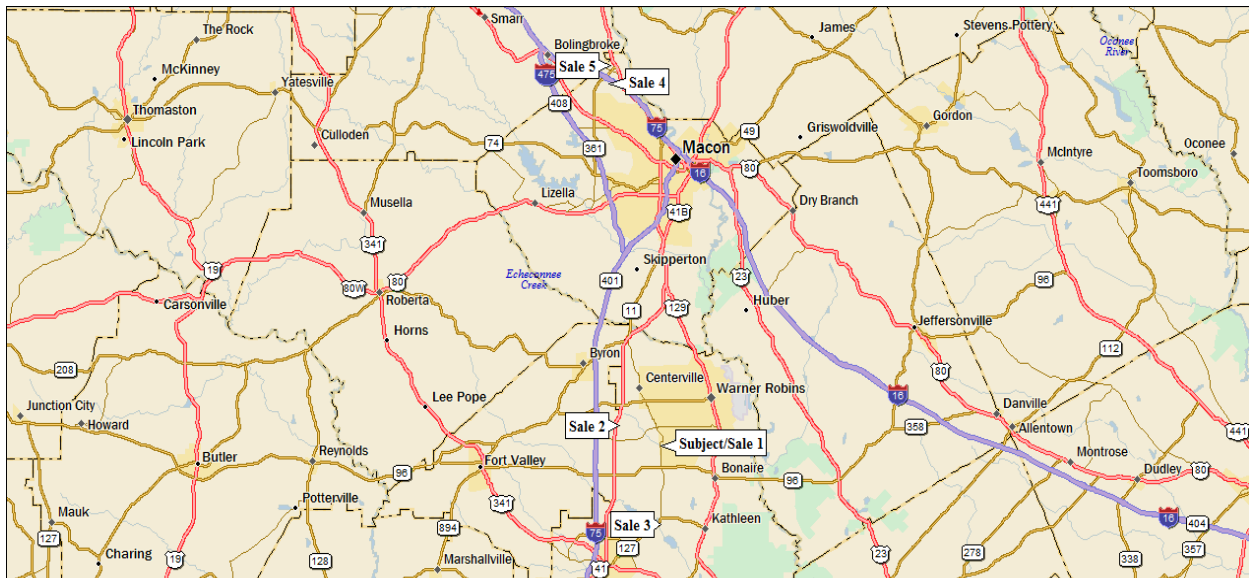 Smarr
The Rock
James
Stevens Pottery
Bolingbroke
Oconee
River
Sale 5
McKinney
475
Sale 4
Yatesville
408
Thomaston
Gordon
75
49
Culloden
Griswoldville
Lincoln Park
74
361
Macon
Oconee
McIntyre
80
16
Toomsboro
Lizella
Musella
Dry Branch
441
41B
341
Skipperton
19
Echeconnee
Creek
401
80
23
96
80W
Roberta
Carsonville
Huber
11
129
Jeffersonville
Horns
112
Byron
208
80
Centerville
Warner Robins
16
Junction City
Lee Pope
Danville
Howard
Sale 2
358
Allentown
441
Subject/Sale 1
Butler
Reynolds
96
Fort Valley
Bonaire
96
Montrose
Dudley
80
Potterville
341
Mauk
Sale 3
Kathleen
16
404
894
75
127
127
Charing
19
128
Marshallville
127
41
23
278
338
357